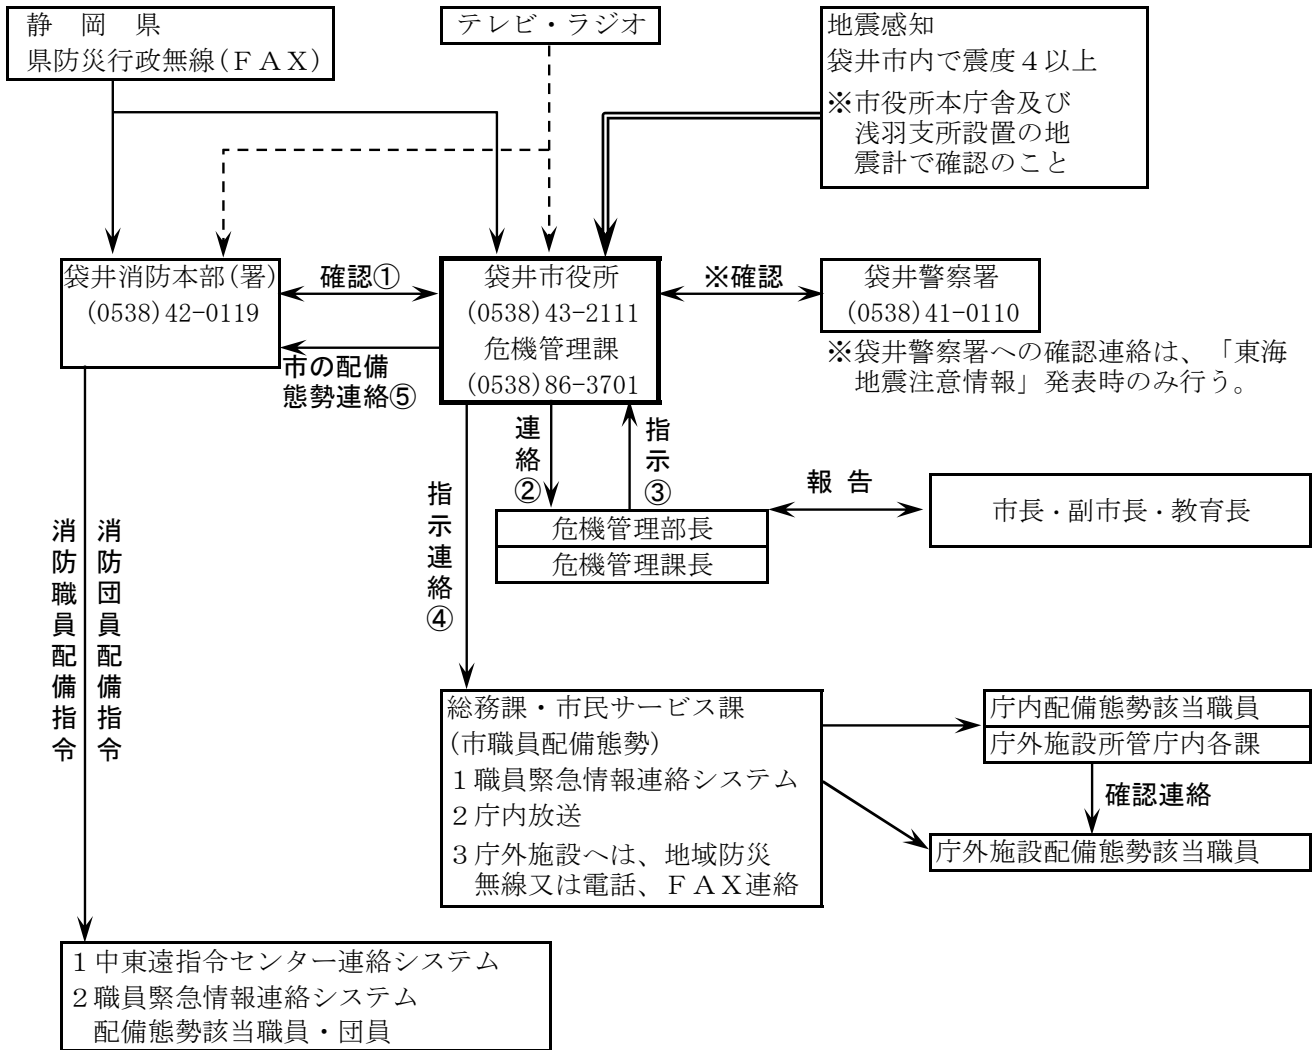 静　岡　県
県防災行政無線(ＦＡＸ)
テレビ・ラジオ
地震感知
袋井市内で震度４以上
※市役所本庁舎及び
浅羽支所設置の地
震計で確認のこと
袋井消防本部(署)
(0538)42-0119
確認①
袋井市役所
(0538)43-2111
危機管理課
(0538)86-3701
※確認
袋井警察署
(0538)41-0110
※袋井警察署への確認連絡は、「東海
地震注意情報」発表時のみ行う。
市の配備
態勢連絡⑤
連絡②
指示③
指示連絡④
報 告
危機管理部長
危機管理課長
市長・副市長・教育長
消防職員配備指令
消防団員配備指令
総務課・市民サービス課
(市職員配備態勢)
１職員緊急情報連絡システム
２庁内放送
３庁外施設へは、地域防災
無線又は電話、ＦＡＸ連絡
庁内配備態勢該当職員
庁外施設所管庁内各課
確認連絡
庁外施設配備態勢該当職員
１中東遠指令センター連絡システム
２職員緊急情報連絡システム
配備態勢該当職員・団員